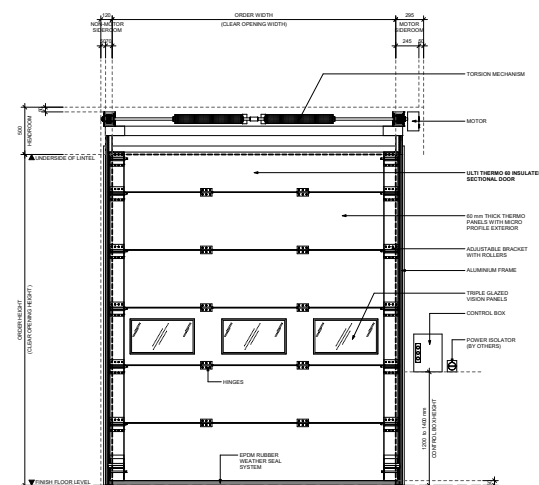 120
ORDER WIDTH
295
NON-MOTOR
SIDEROOM
(CLEAR OPENING WIDTH)
MOTOR
SIDEROOM
245
50
TORSION MECHANISM
500
HEADROOM
MOTOR
UNDERSIDE OF LINTEL
ULTI THERMO 60 INSULATED
SECTIONAL DOOR
60 mm THICK THERMO
PANELS WITH MICRO
PROFILE EXTERIOR
ADJUSTABLE BRACKET
WITH ROLLERS
ALUMINIUM FRAME
ORDER HEIGHT
(CLEAR OPENING HEIGHT)
TRIPLE GLAZED
VISION PANELS
CONTROL BOX
POWER ISOLATOR
(BY OTHERS)
HINGES
1200 to 1400 mm
CONTROL BOX HEIGHT
EPDM RUBBER
WEATHER SEAL
SYSTEM
FINISH FLOOR LEVEL